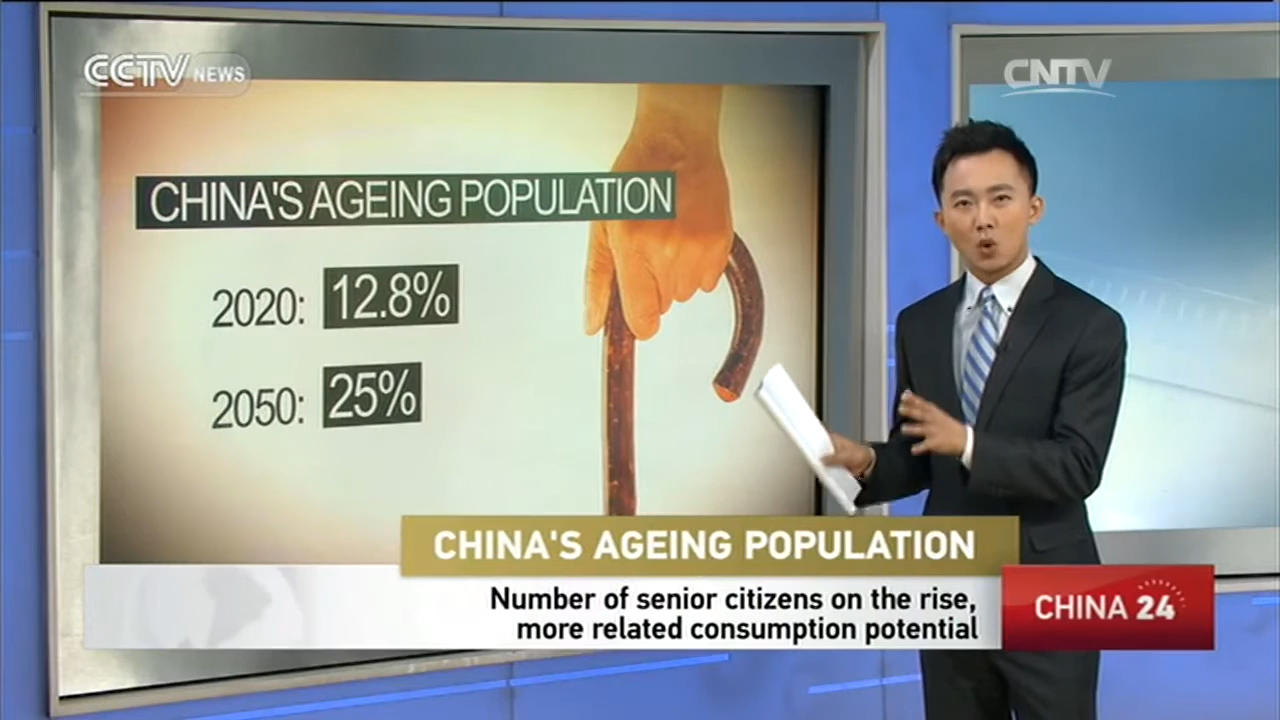 CCTV NEWS
CNTV
CHINA'S AGEING POPULATION
2020: 12.8%
2050: 25%
CHINA'S AGEING POPULATION
Number of senior citizens on the rise,
more related consumption potential
CHINA 24